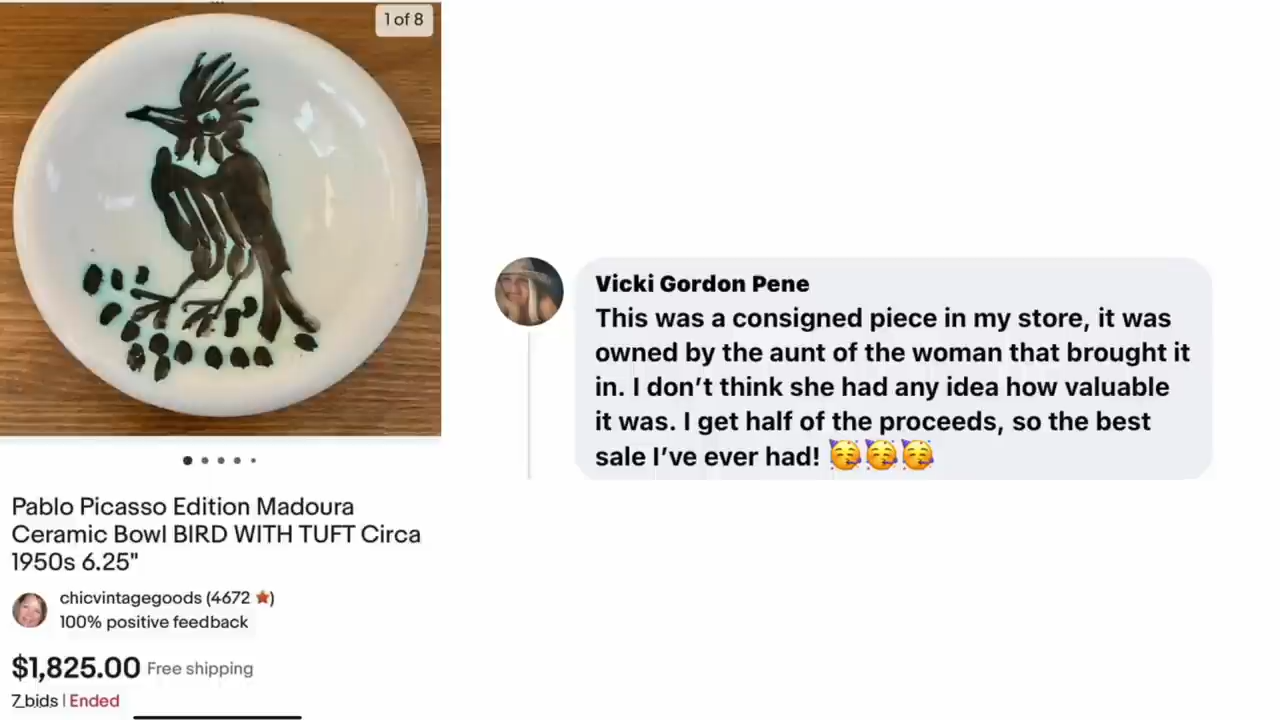 1 of 8
Pablo Picasso Edition Madoura
Ceramic Bowl BIRD WITH TUFT Circa
1950s 6.25"
chicvintagegoods (4672 ★)
100% positive feedback
$1,825.00 Free shipping
7 bids | Ended
Vicki Gordon Pene
This was a consigned piece in my store, it was
owned by the aunt of the woman that brought it
in. I don’t think she had any idea how valuable
it was. I get half of the proceeds, so the best
sale I’ve ever had! 🥳🥳🥳